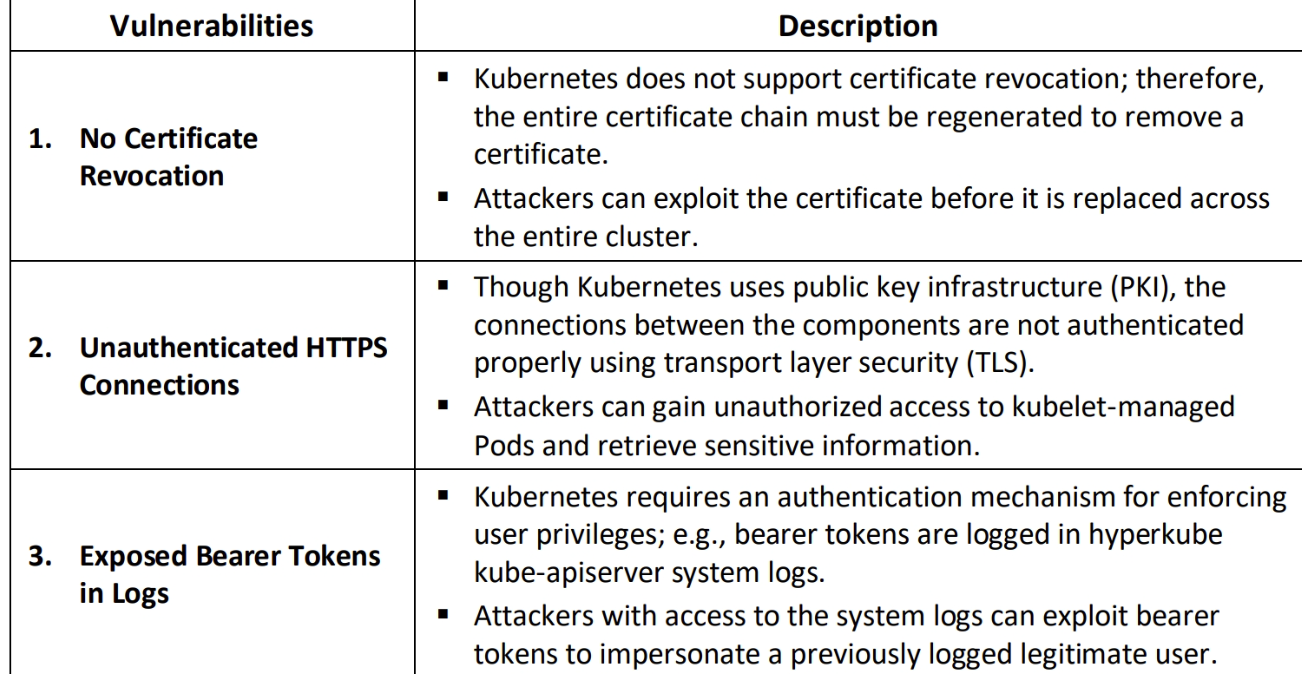 Vulnerabilities
Description
1. No Certificate
Revocation
▪ Kubernetes does not support certificate revocation; therefore,
the entire certificate chain must be regenerated to remove a
certificate.
▪ Attackers can exploit the certificate before it is replaced across
the entire cluster.
2. Unauthenticated HTTPS
Connections
▪ Though Kubernetes uses public key infrastructure (PKI), the
connections between the components are not authenticated
properly using transport layer security (TLS).
▪ Attackers can gain unauthorized access to kubelet-managed
Pods and retrieve sensitive information.
3. Exposed Bearer Tokens
in Logs
▪ Kubernetes requires an authentication mechanism for enforcing
user privileges; e.g., bearer tokens are logged in hyperkube
kube-apiserver system logs.
▪ Attackers with access to the system logs can exploit bearer
tokens to impersonate a previously logged legitimate user.